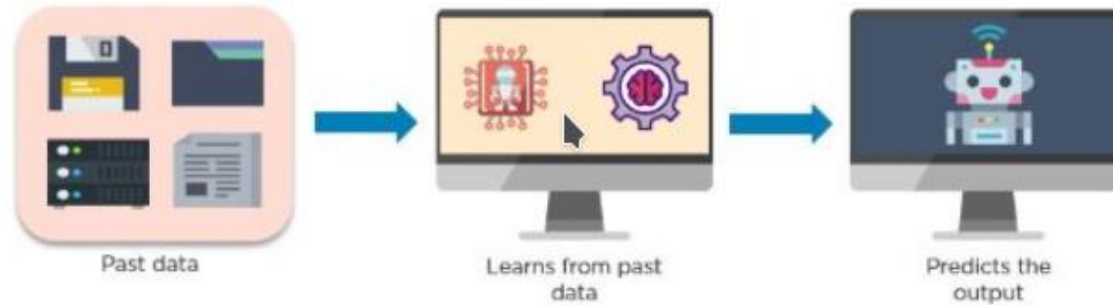 Past data
Learns from past
data
Predicts the
output